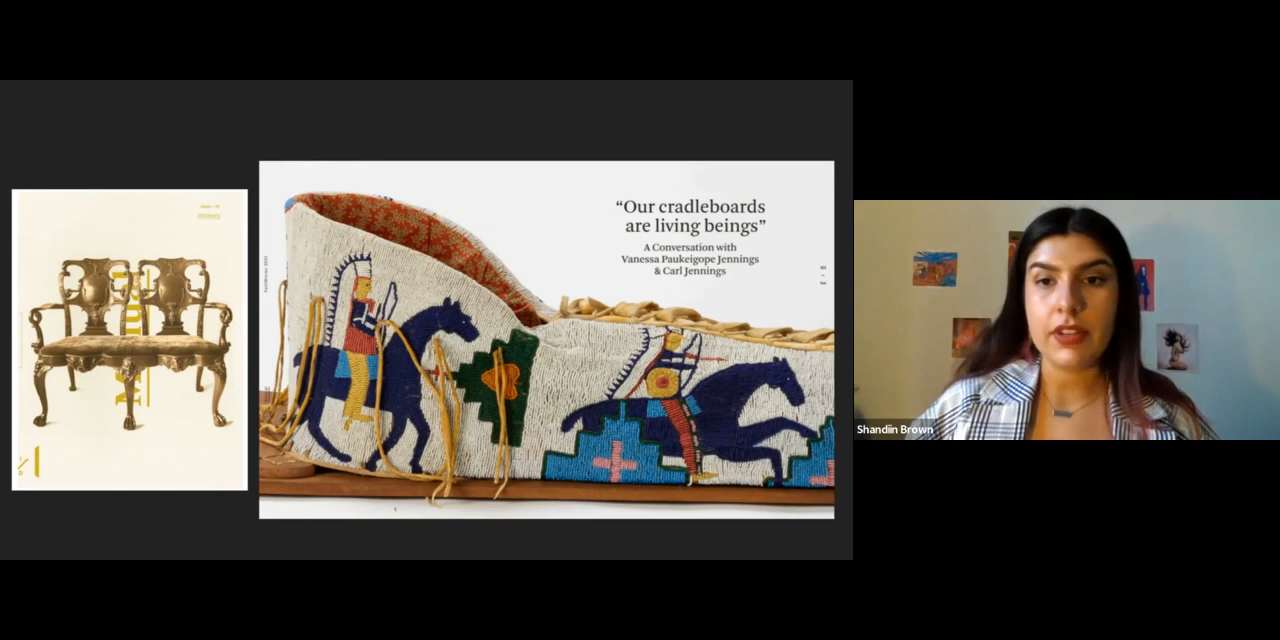 “Our cradleboards
are living beings”
A Conversation with
Vanessa Paukeigope Jennings
& Carl Jennings
Shandiin Brown